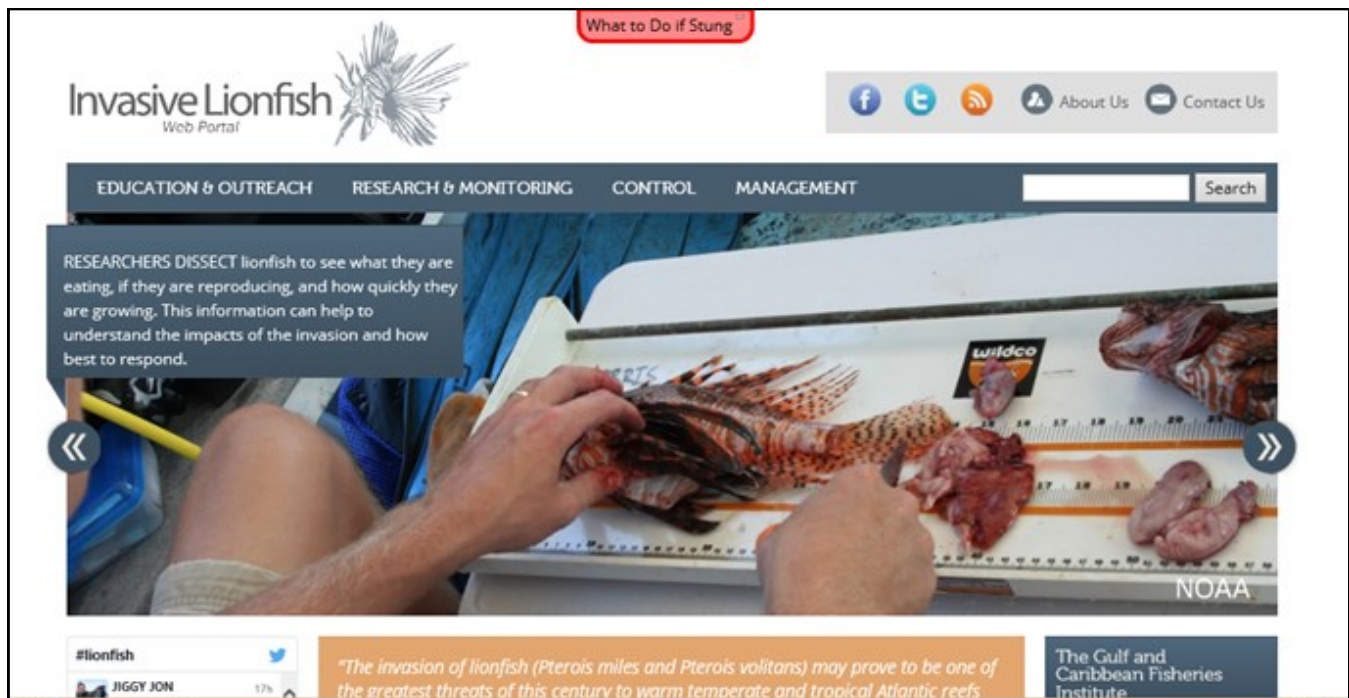 What to Do if Stung
Invasive Lionfish
Web Portal
About Us
Contact Us
EDUCATION & OUTREACH
RESEARCH & MONITORING
CONTROL
MANAGEMENT
Search
RESEARCHERS DISSECT lionfish to see what they are
eating, if they are reproducing, and how quickly they
are growing. This information can help to
understand the impacts of the invasion and how
best to respond.
wildco
NOAA
#lionfish
JIGGY JON
17h
"The invasion of lionfish (Pterois miles and Pterois volitans) may prove to be one of
the greatest threats of this century to warm temperate and tropical Atlantic reefs
The Gulf and
Caribbean Fisheries
Institute